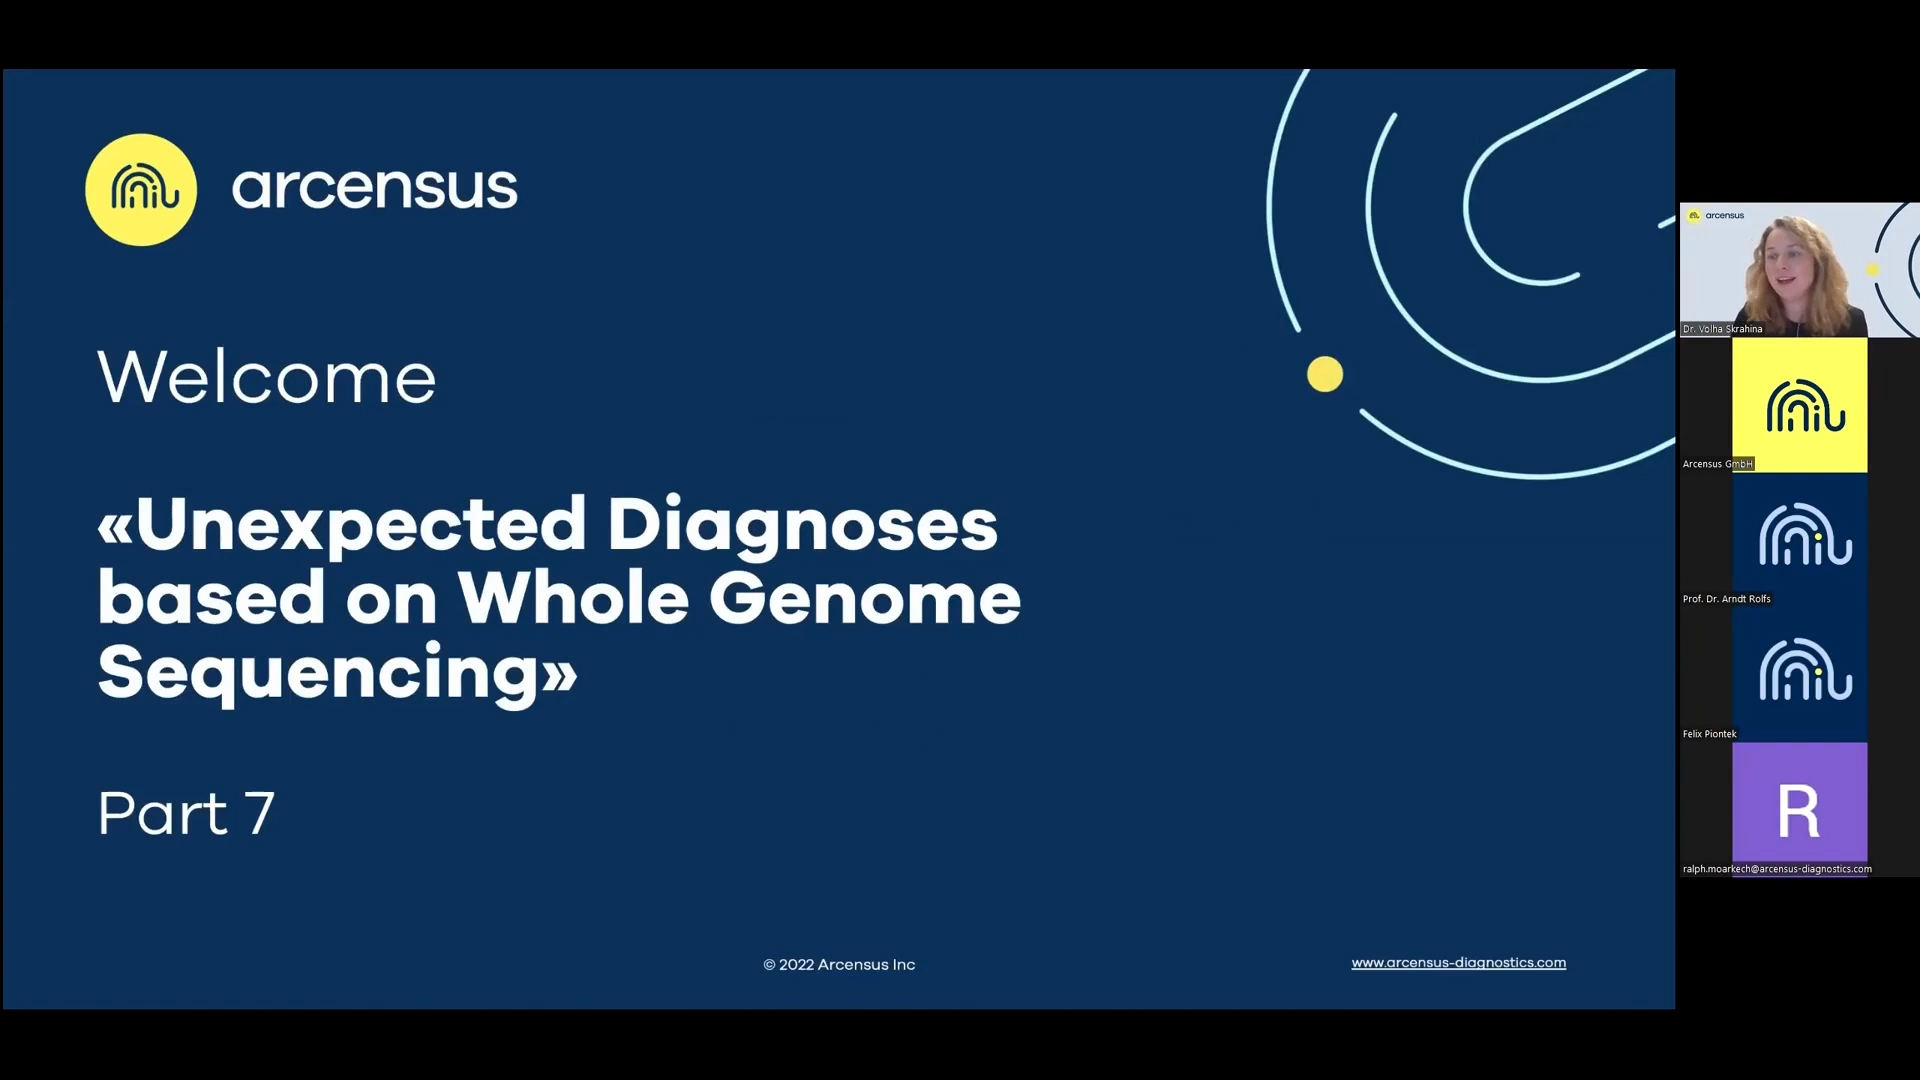 arcensus
Welcome
«Unexpected Diagnoses
based on Whole Genome
Sequencing»
Part 7
© 2022 Arcensus Inc
www.arcensus-diagnostics.com
arcensus
Dr. Volha Skrahina
Arcensus GmbH
Prof. Dr. Arndt Rolfs
Felix Piontek
R
ralph.moarkech@arcensus-diagnostics.com